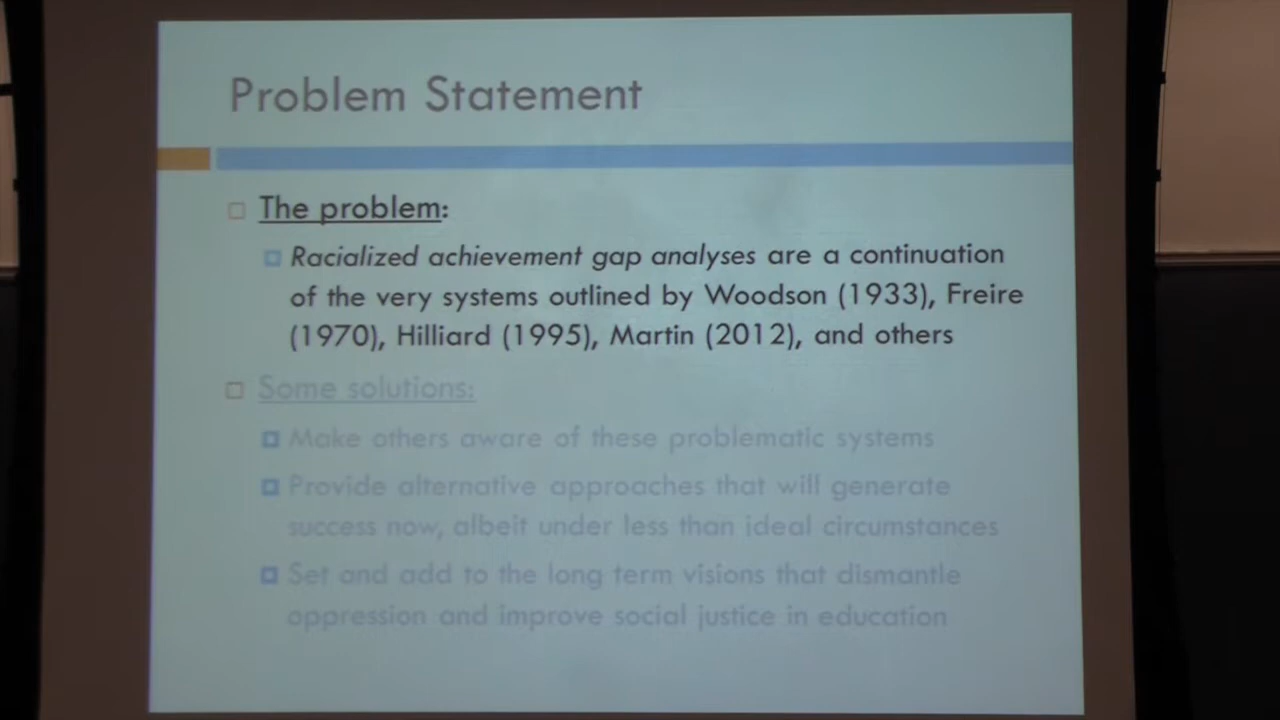 Problem Statement
The problem:
Racialized achievement gap analyses are a continuation
of the very systems outlined by Woodson (1933), Freire
(1970), Hilliard (1995), Martin (2012), and others
Some solutions:
Make others aware of these problematic systems
Provide alternative approaches that will generate
success now, albeit under less than ideal circumstances
Set and add to the long term visions that dismantle
oppression and improve social justice in education